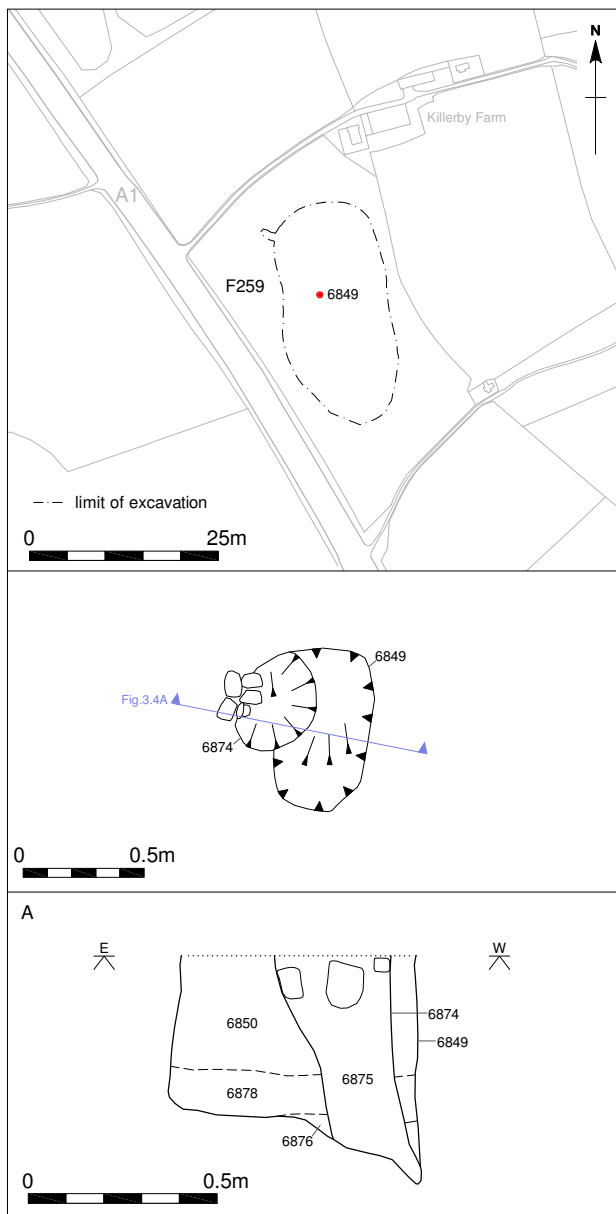 N
Killerby Farm
A1
F259
6849
limit of excavation
0 25m
6849
Fig.3.4A
6874
0 0.5m
A
E W
6874
6850
6849
6875
6878
6876
0 0.5m